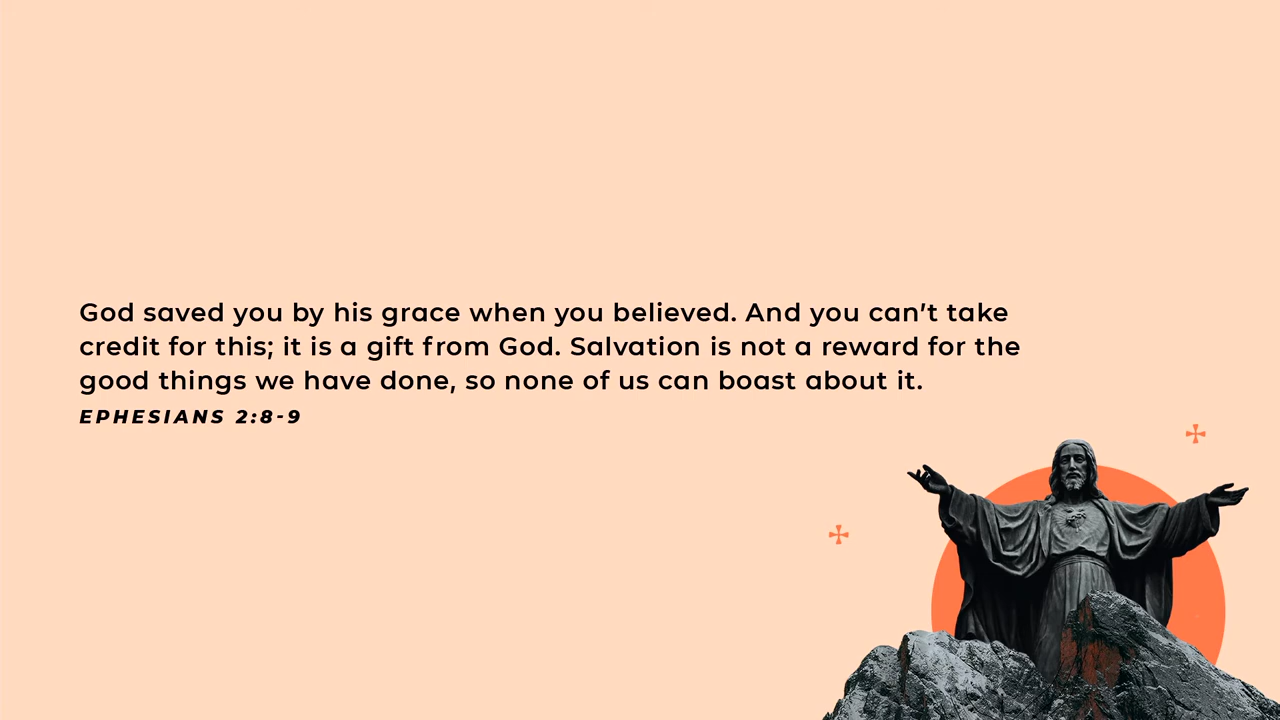 God saved you by his grace when you believed. And you can’t take
credit for this; it is a gift from God. Salvation is not a reward for the
good things we have done, so none of us can boast about it.
EPHESIANS 2:8-9